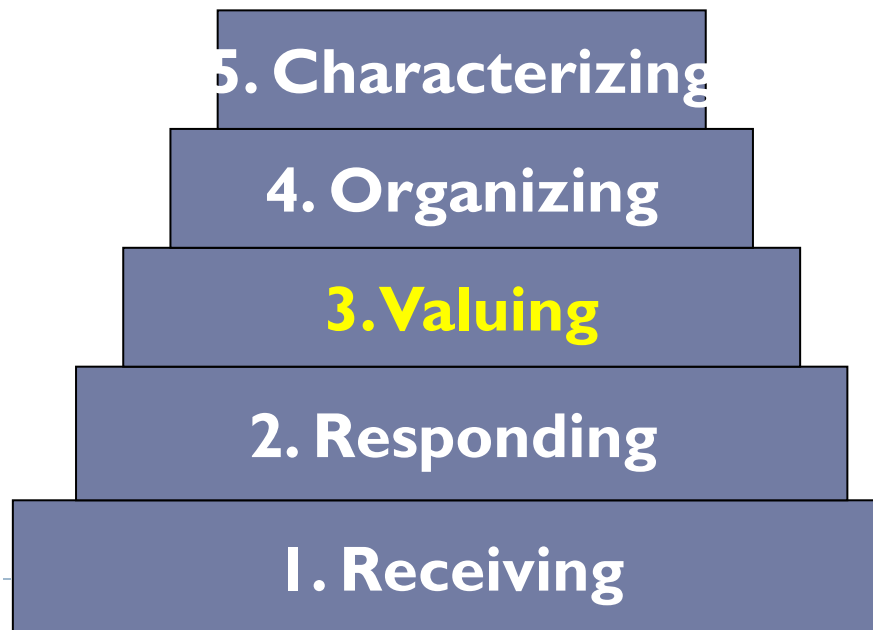 5. Characterizing
4. Organizing
3. Valuing
2. Responding
1. Receiving